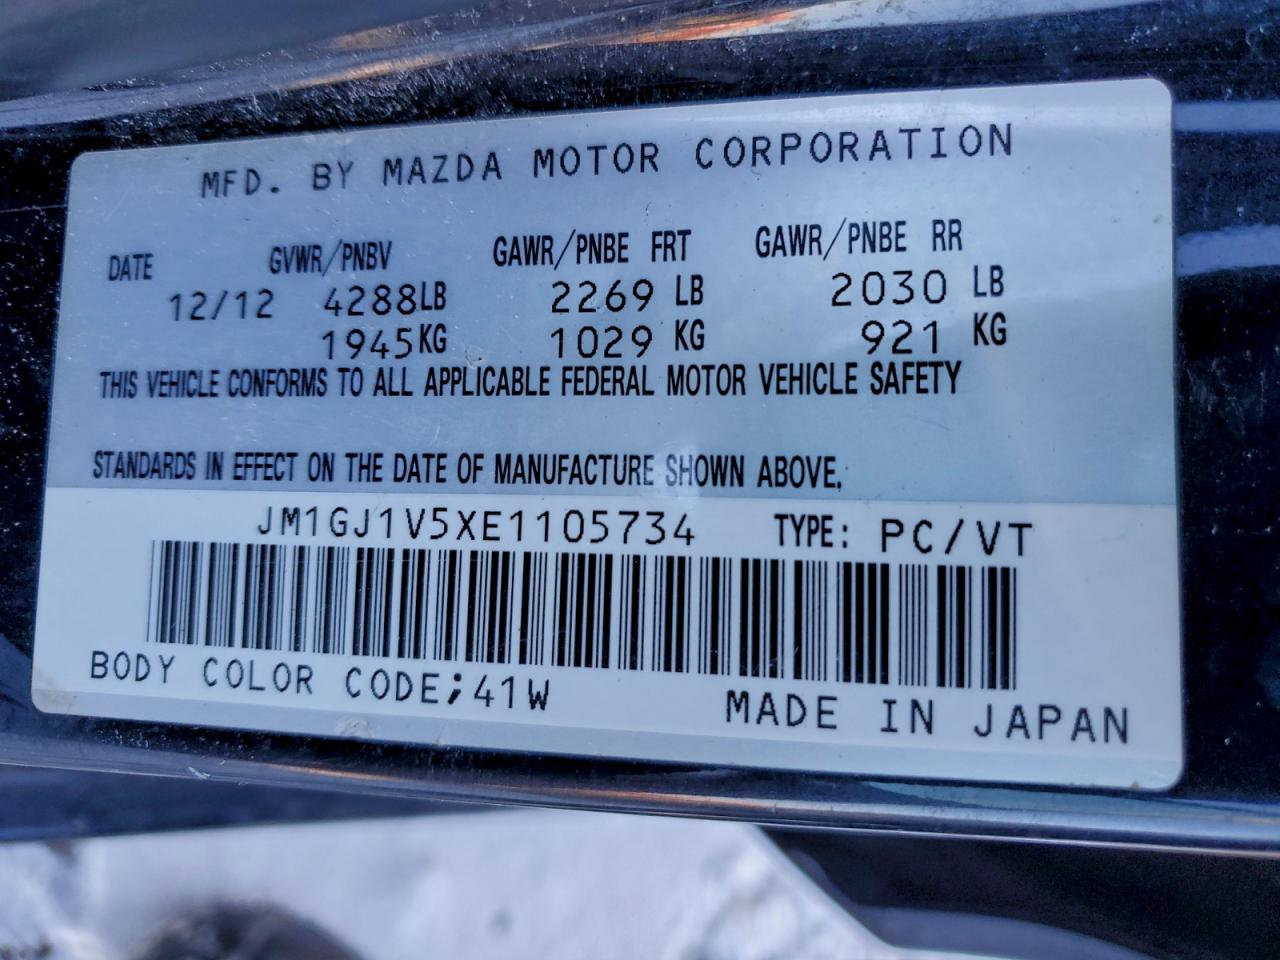 MFD. BY MAZDA MOTOR CORPORATION
DATE GVWR/PNBV GAWR/PNBE FRT GAWR/PNBE RR
12/12 4288LB 2269 LB 2030 LB
1945KG 1029 KG 921 KG
THIS VEHICLE CONFORMS TO ALL APPLICABLE FEDERAL MOTOR VEHICLE SAFETY
STANDARDS IN EFFECT ON THE DATE OF MANUFACTURE SHOWN ABOVE.
JM1GJ1V5XE1105734 TYPE: PC/VT
BODY COLOR CODE;41W MADE IN JAPAN